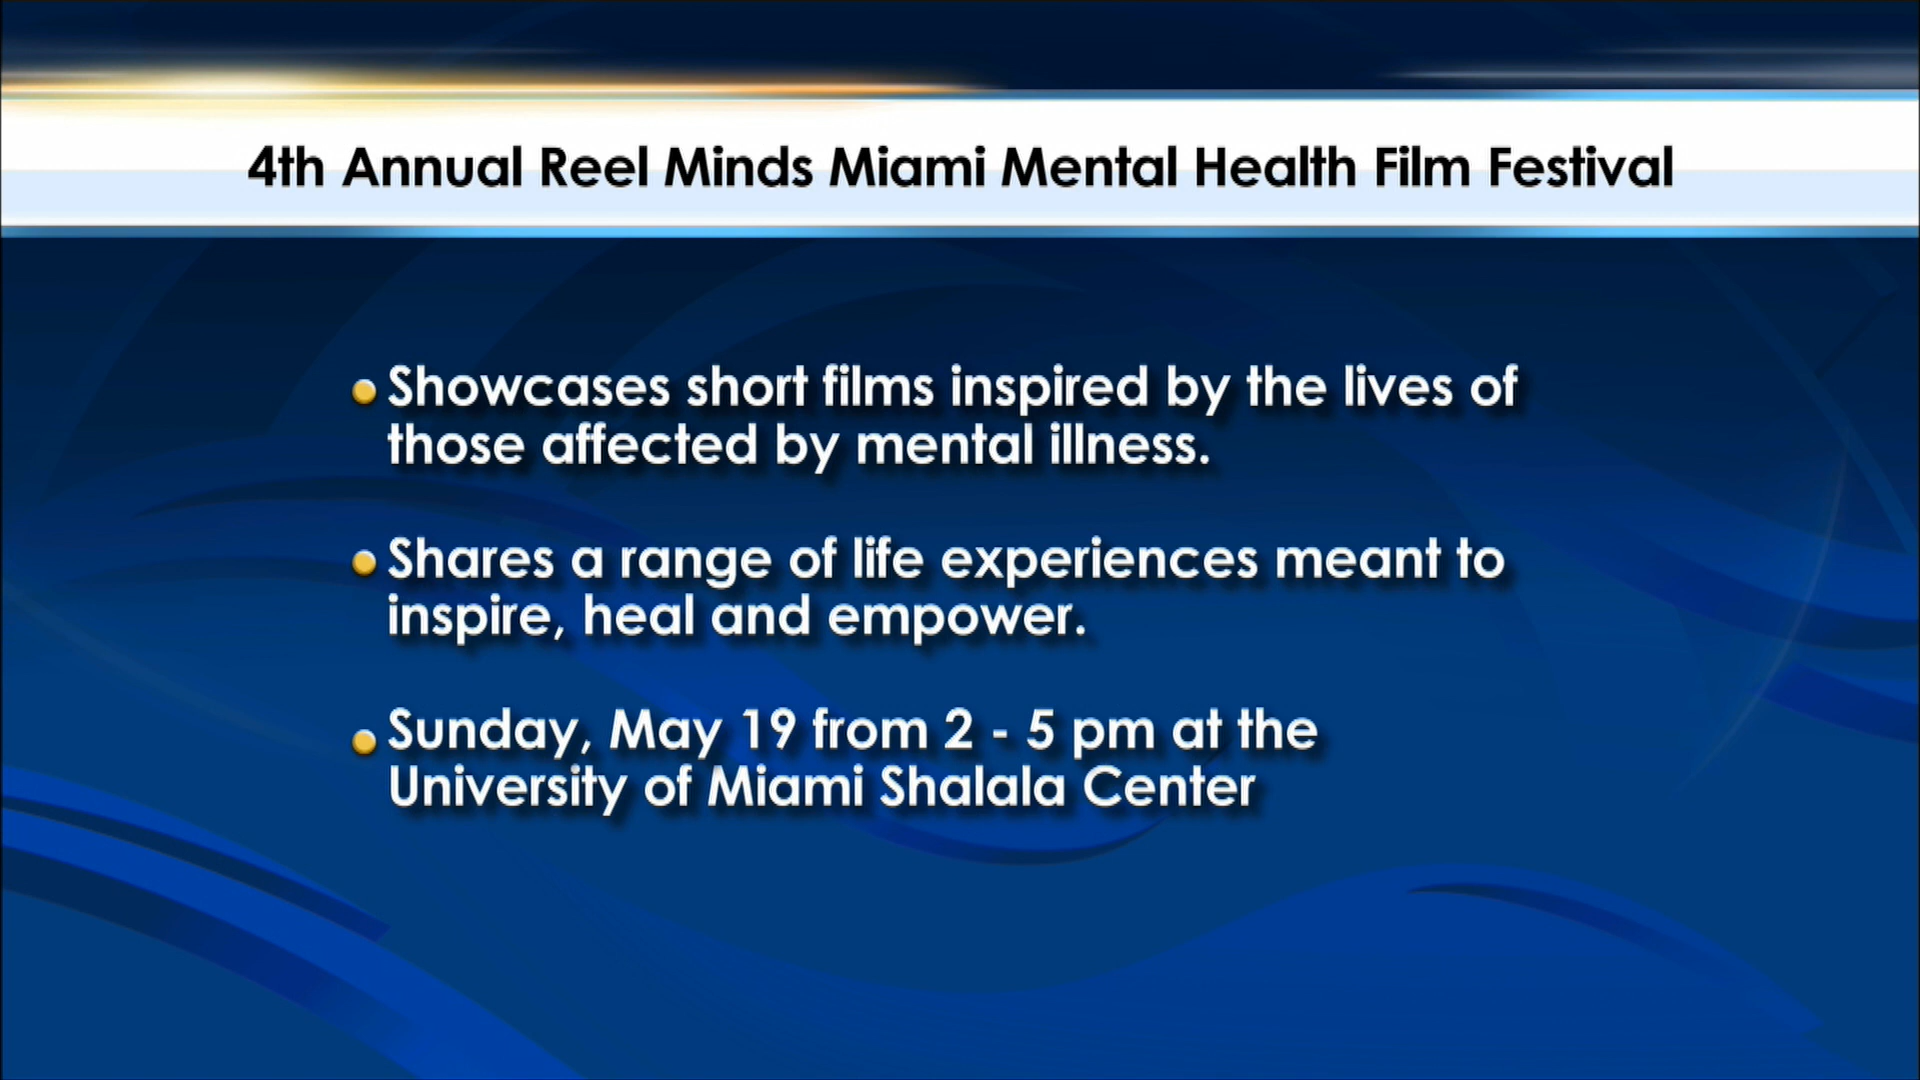 4th Annual Reel Minds Miami Mental Health Film Festival
Showcases short films inspired by the lives of
those affected by mental illness.
Shares a range of life experiences meant to
inspire, heal and empower.
Sunday, May 19 from 2 - 5 pm at the
University of Miami Shalala Center